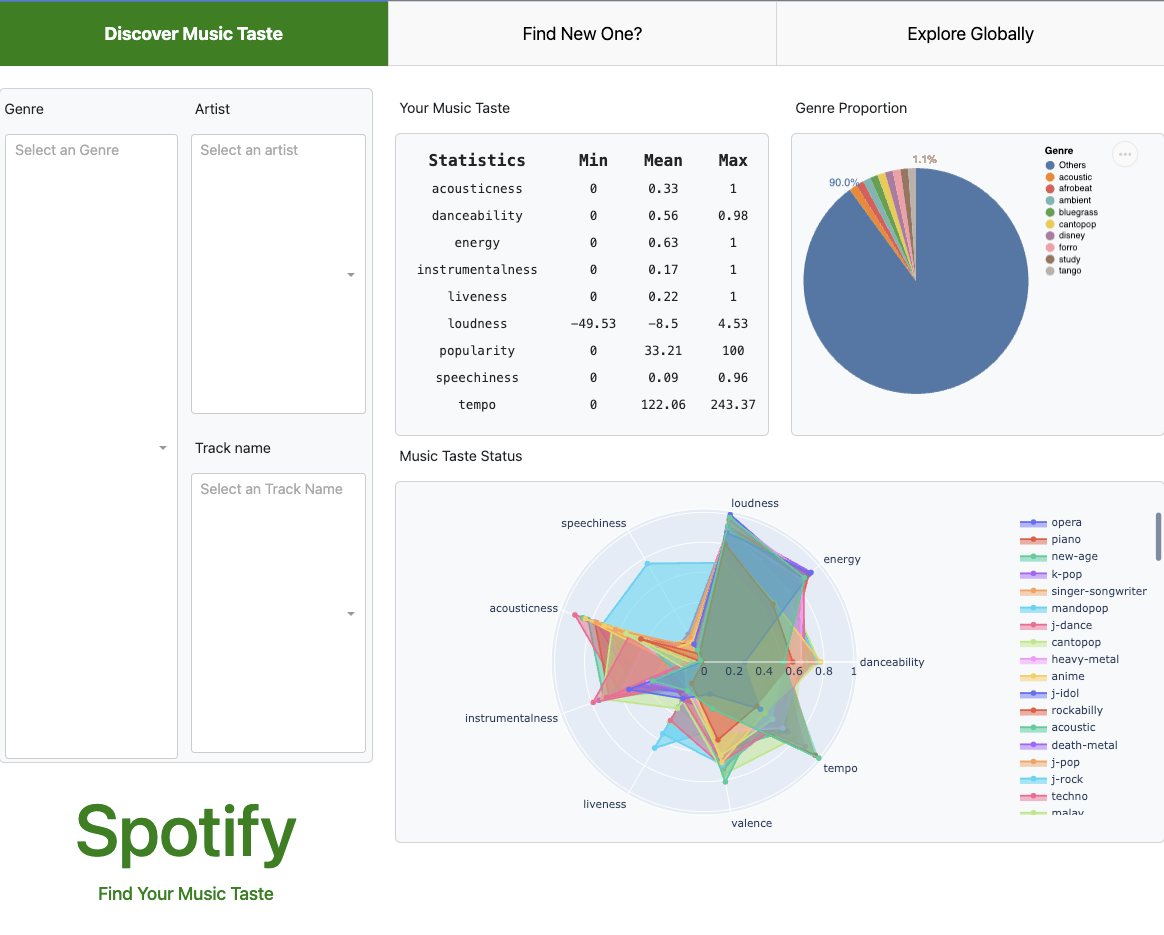 Discover Music Taste
Find New One?
Explore Globally
Genre
Select an Genre
Artist
Select an artist
Track name
Select an Track Name
Spotify
Find Your Music Taste
Your Music Taste
Statistics Min Mean Max
acousticness 0 0.33 1
danceability 0 0.56 0.98
energy 0 0.63 1
instrumentalness 0 0.17 1
liveness 0 0.22 1
loudness −49.53 −8.5 4.53
popularity 0 33.21 100
speechiness 0 0.09 0.96
tempo 0 122.06 243.37
Genre Proportion
90.0%
1.1%
Genre
Others
acoustic
afrobeat
ambient
bluegrass
cantopop
disney
forro
study
tango
Music Taste Status
loudness
speechiness
energy
acousticness
danceability
0 0.2 0.4 0.6 0.8 1
instrumentalness
tempo
liveness
valence
opera
piano
new-age
k-pop
singer-songwriter
mandopop
j-dance
cantopop
heavy-metal
anime
j-idol
rockabilly
acoustic
death-metal
j-pop
j-rock
techno
malay